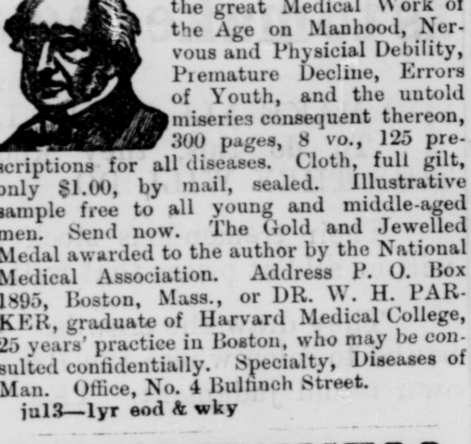 the great Medical Work of
the Age on Manhood, Ner-
vous and Physicial Debility,
Premature Decline, Errors
of Youth, and the untold
miseries consequent thereon,
300 pages, 8 vo., 125 pre-
scriptions for all diseases. Cloth, full gilt,
only $1.00, by mail, sealed. Illustrative
sample free to all young and middle-aged
men. Send now. The Gold and Jewelled
Medal awarded to the author by the National
Medical Association. Address P. O. Box
1895, Boston, Mass., or DR. W. H. PAR-
KER, graduate of Harvard Medical College,
25 years' practice in Boston, who may be con-
sulted confidentially. Specialty, Diseases of
Man. Office, No. 4 Bulfinch Street.
jul3—1yr eod & wky